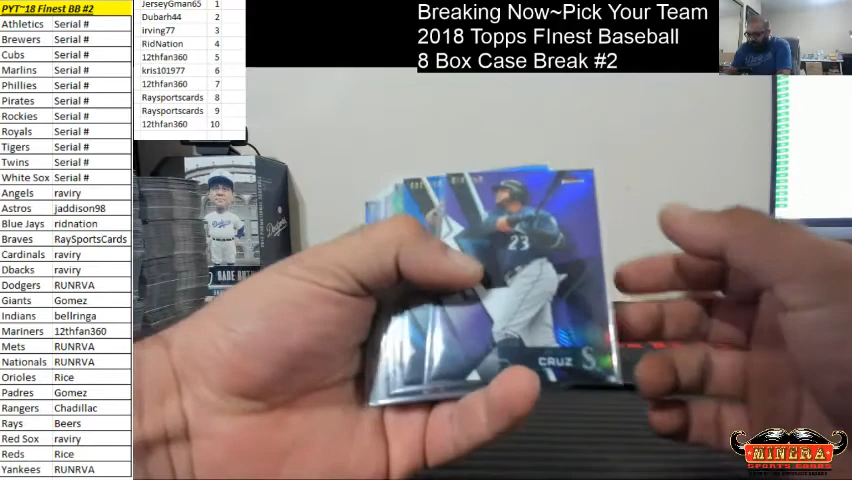 PYT~18 Finest BB #2
Athletics Serial #
Brewers Serial #
Cubs Serial #
Marlins Serial #
Phillies Serial #
Pirates Serial #
Rockies Serial #
Royals Serial #
Tigers Serial #
Twins Serial #
White Sox Serial #
Angels raviry
Astros jaddison98
Blue Jays ridnation
Braves RaySportsCards
Cardinals raviry
Dbacks raviry
Dodgers RUNRVA
Giants Gomez
Indians bellringa
Mariners 12thfan360
Mets RUNRVA
Nationals RUNRVA
Orioles Rice
Padres Gomez
Rangers Chadillac
Rays Beers
Red Sox raviry
Reds Rice
Yankees RUNRVA
JerseyGman65 1
Dubarh44 2
irving77 3
RidNation 4
12thfan360 5
kris101977 6
12thfan360 7
Raysportscards 8
Raysportscards 9
12thfan360 10
Breaking Now~Pick Your Team
2018 Topps FInest Baseball
8 Box Case Break #2
Dodgers
23
CRUZ S
MINERA
SPORTS CARDS